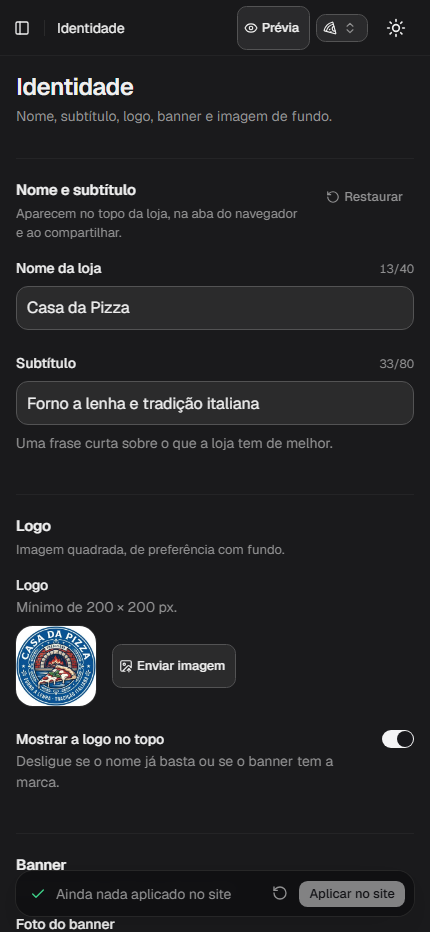 Identidade
Prévia
Identidade
Nome, subtítulo, logo, banner e imagem de fundo.
Nome e subtítulo
Restaurar
Aparecem no topo da loja, na aba do navegador
e ao compartilhar.
Nome da loja
13/40
Casa da Pizza
Subtítulo
33/80
Forno a lenha e tradição italiana
Uma frase curta sobre o que a loja tem de melhor.
Logo
Imagem quadrada, de preferência com fundo.
Logo
Mínimo de 200 × 200 px.
CASA DA PIZZA
FORNO A LENHA · TRADIÇÃO ITALIANA
Enviar imagem
Mostrar a logo no topo
Desligue se o nome já basta ou se o banner tem a
marca.
Banner
Ainda nada aplicado no site
Aplicar no site
Foto do banner